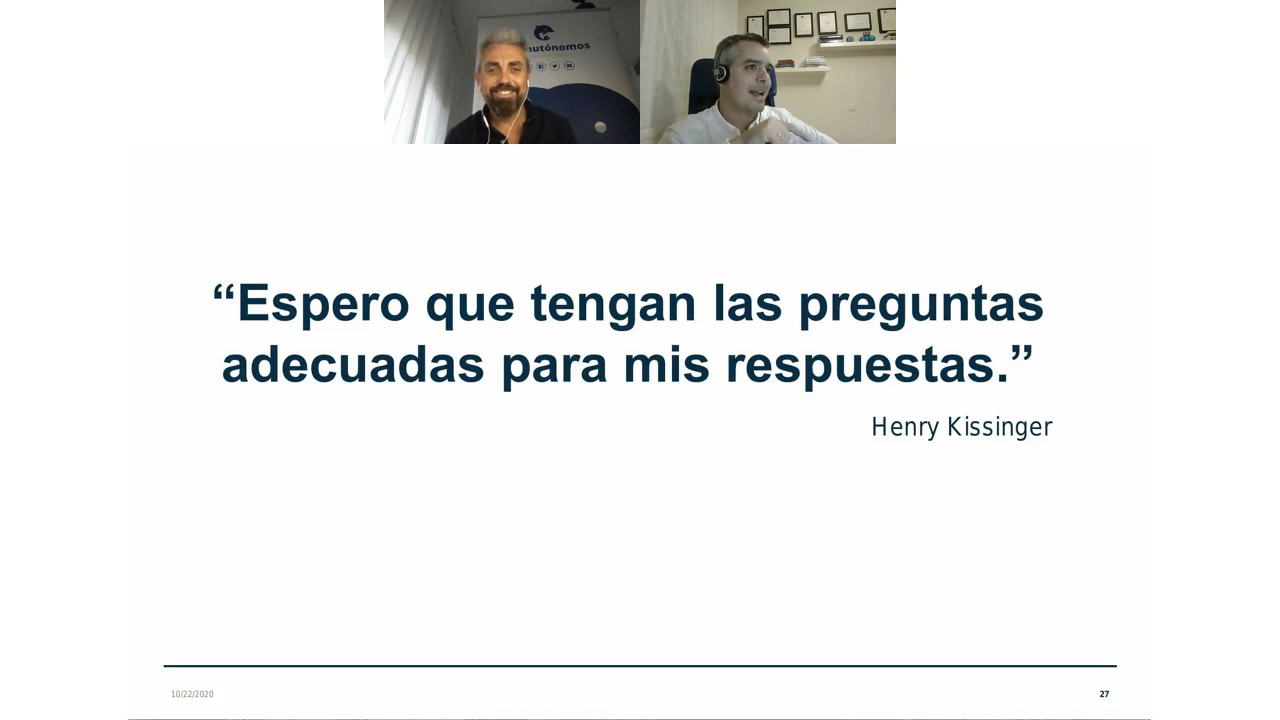 autónomos
“Espero que tengan las preguntas
adecuadas para mis respuestas.”
Henry Kissinger
10/22/2020
27